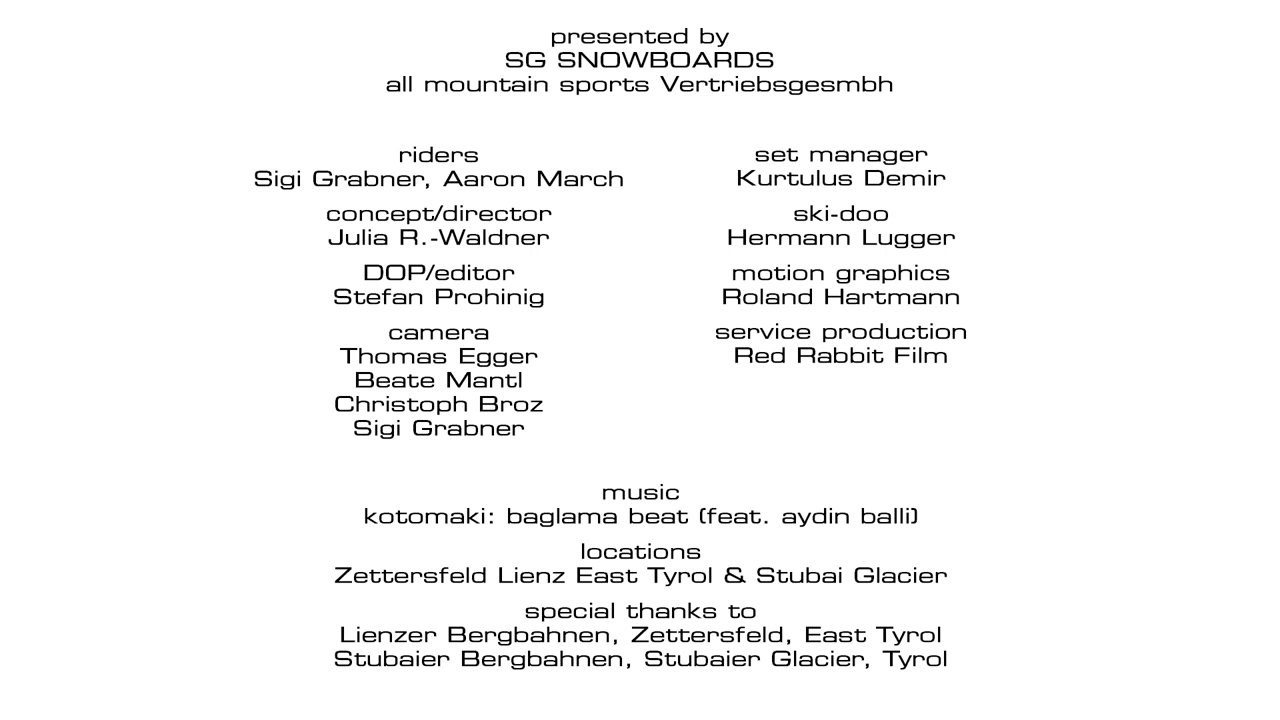 presented by
SG SNOWBOARDS
all mountain sports Vertriebsgesmbh
riders
Sigi Grabner, Aaron March
concept/director
Julia R.-Waldner
DOP/editor
Stefan Prohinig
camera
Thomas Egger
Beate Mantl
Christoph Broz
Sigi Grabner
set manager
Kurtulus Demir
ski-doo
Hermann Lugger
motion graphics
Roland Hartmann
service production
Red Rabbit Film
music
kotomaki: baglama beat (feat. aydin balli)
locations
Zettersfeld Lienz East Tyrol & Stubai Glacier
special thanks to
Lienzer Bergbahnen, Zettersfeld, East Tyrol
Stubaier Bergbahnen, Stubaier Glacier, Tyrol